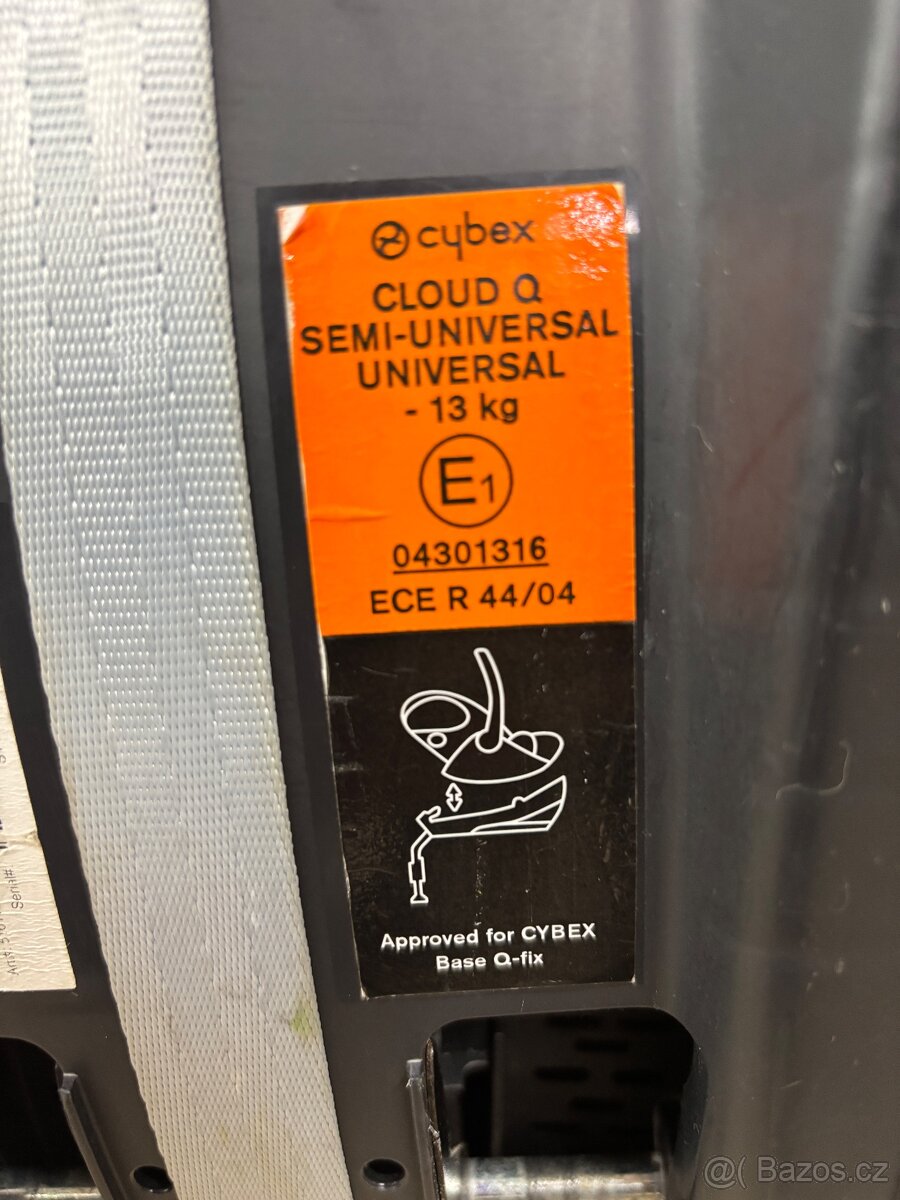 cybex
CLOUD Q
SEMI-UNIVERSAL
UNIVERSAL
- 13 kg
E1
04301316
ECE R 44/04
Approved for CYBEX
Base Q-fix
Serial#
@( Bazos.cz